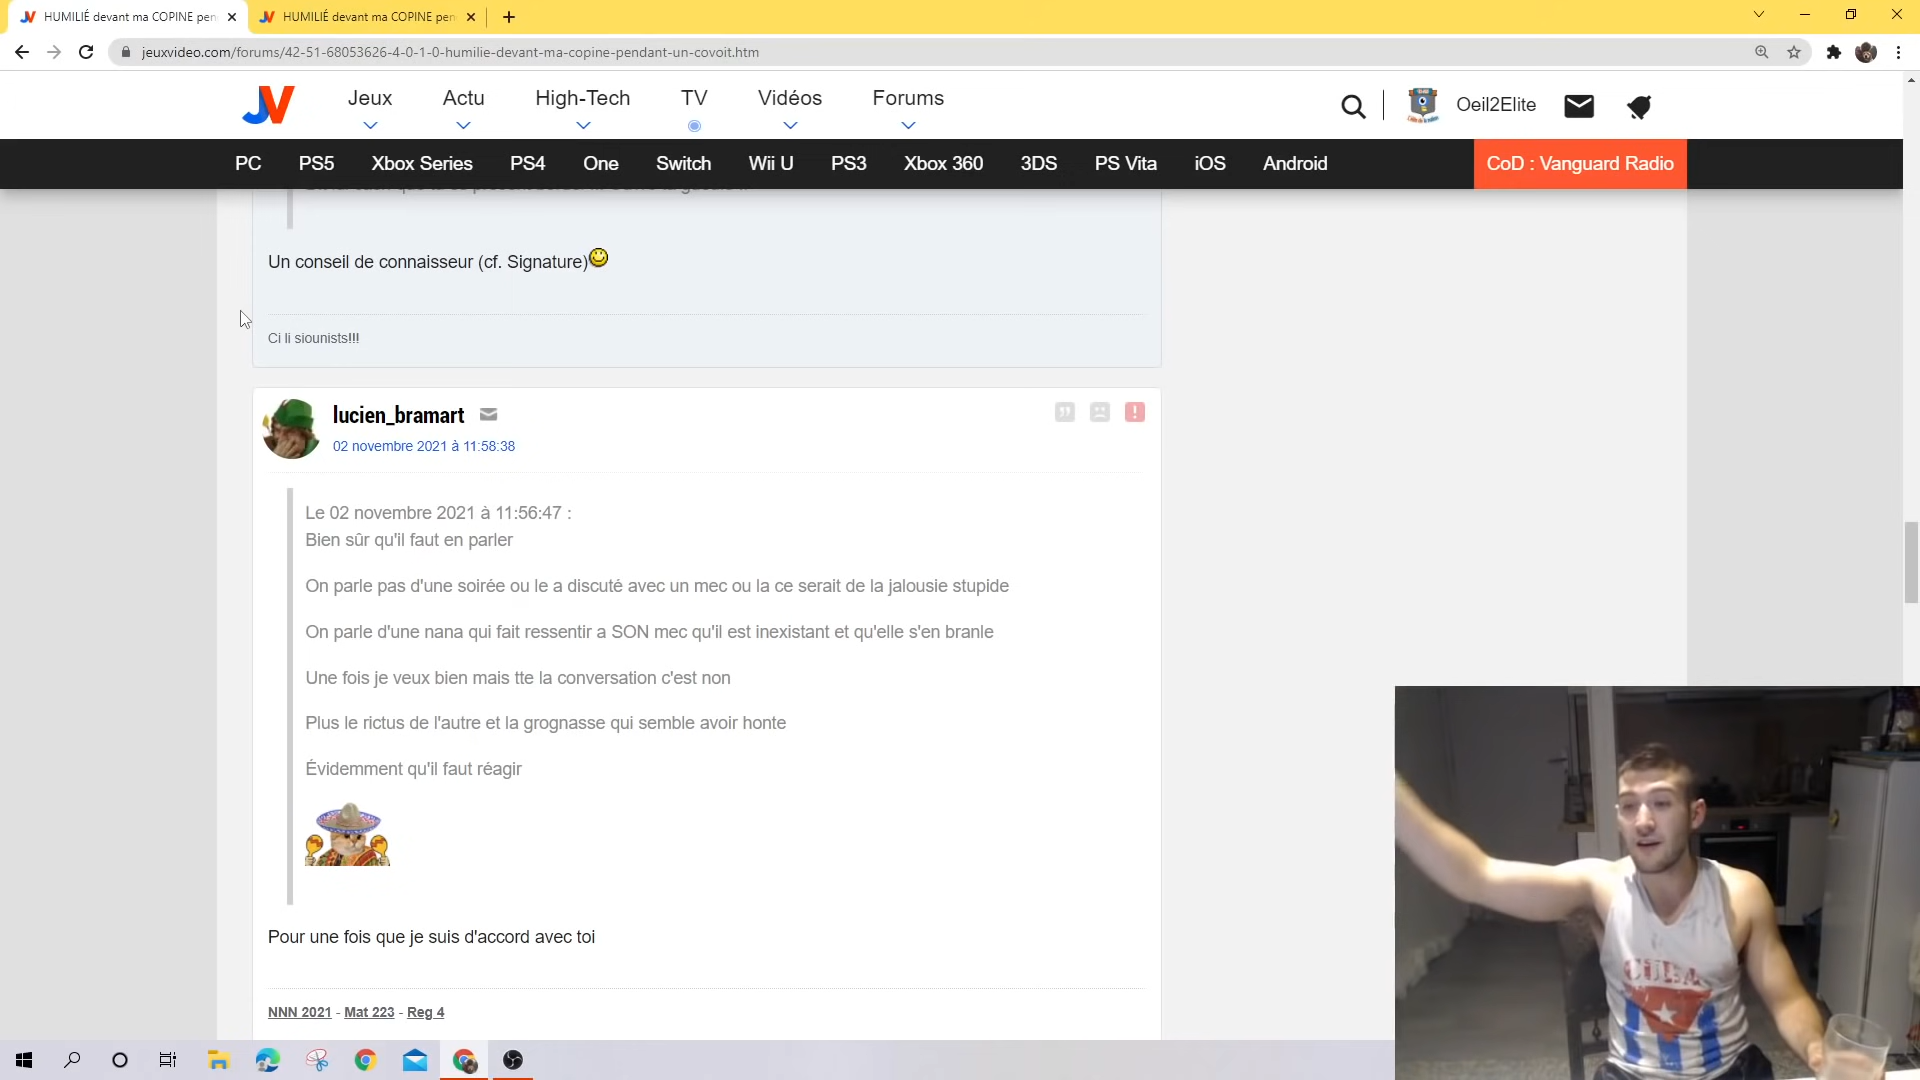 HUMILIÉ devant ma COPINE pen
HUMILIÉ devant ma COPINE pen
jeuxvideo.com/forums/42-51-68053626-4-0-1-0-humilie-devant-ma-copine-pendant-un-covoit.htm
JV
Jeux Actu High-Tech TV Vidéos Forums
Oeil2Elite
PC PS5 Xbox Series PS4 One Switch Wii U PS3 Xbox 360 3DS PS Vita iOS Android
CoD : Vanguard Radio
Un conseil de connaisseur (cf. Signature)
Ci li siounists!!!
lucien_bramart
02 novembre 2021 à 11:58:38
Le 02 novembre 2021 à 11:56:47 :
Bien sûr qu'il faut en parler
On parle pas d'une soirée ou le a discuté avec un mec ou la ce serait de la jalousie stupide
On parle d'une nana qui fait ressentir a SON mec qu'il est inexistant et qu'elle s'en branle
Une fois je veux bien mais tte la conversation c'est non
Plus le rictus de l'autre et la grognasse qui semble avoir honte
Évidemment qu'il faut réagir
Pour une fois que je suis d'accord avec toi
NNN 2021 - Mat 223 - Reg 4
CUBA